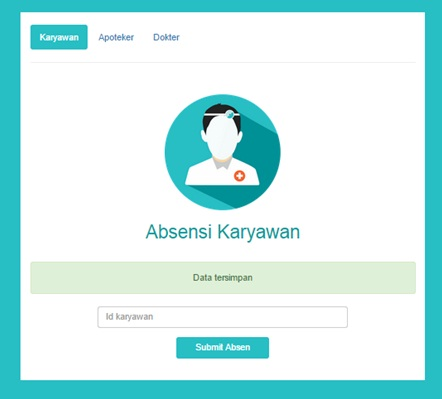 Karyawan Apoteker Dokter
Absensi Karyawan
Data tersimpan
Id karyawan
Submit Absen